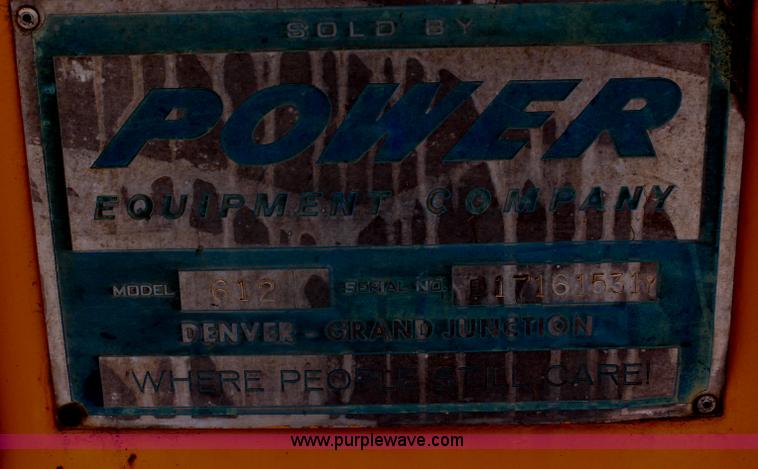 SOLD BY
POWER
EQUIPMENT COMPANY
MODEL 612 SERIAL NO.
DENVER - GRAND JUNCTION
"WHERE PEOPLE STILL CARE!
www.purplewave.com